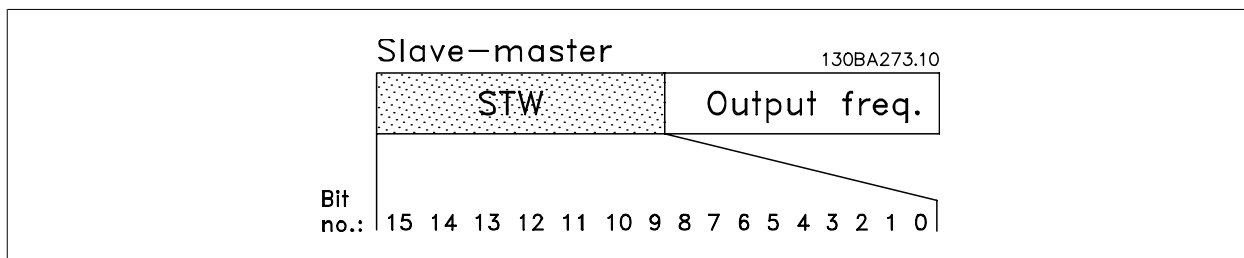 Slave-master
130BA273.10
STW
Output freq.
Bit
no.: 15 14 13 12 11 10 9 8 7 6 5 4 3 2 1 0